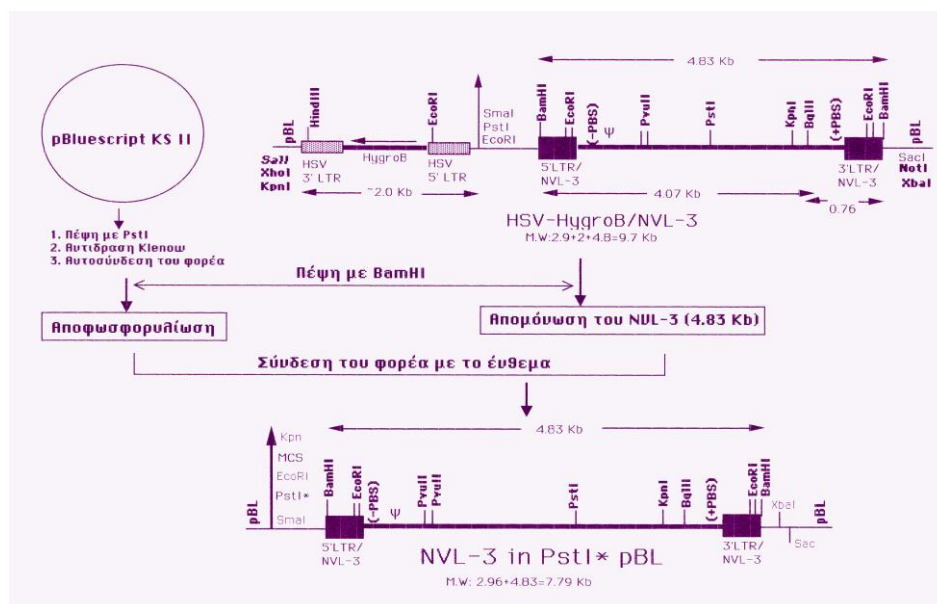 4.83 Kb
pBluescript KS II
pBL
HindIII
EcoRI
SmaI
PstI
EcoRI
BamHI
EcoRI
(-PBS)
Ψ
PvuII
PstI
KpnI
BglII
(+PBS)
EcoRI
BamHI
pBL
SalI
XhoI
KpnI
HSV
3' LTR
HygroB
HSV
5' LTR
5'LTR/
NVL-3
3'LTR/
NVL-3
SacI
NotI
XbaI
~2.0 Kb
4.07 Kb
0.76
HSV-HygroB/NVL-3
M.W:2.9+2+4.8=9.7 Kb
1. Πέψη με PstI
2. Αντιδραση Klenow
3. Αυτοσύνδεση του φορέα
Πέψη με BamHI
Αποφωσφορυλίωση
Απομόνωση του NVL-3 (4.83 Kb)
Σύνδεση του φορέα με το ένθεμα
4.83 Kb
pBL
Kpn
MCS
EcoRI
PstI*
SmaI
BamHI
EcoRI
(-PBS)
Ψ
PvuII
PvuII
PstI
KpnI
BglII
(+PBS)
EcoRI
BamHI
XbaI
Sac
pBL
5'LTR/
NVL-3
3'LTR/
NVL-3
NVL-3 in PstI* pBL
M.W: 2.96+4.83=7.79 Kb